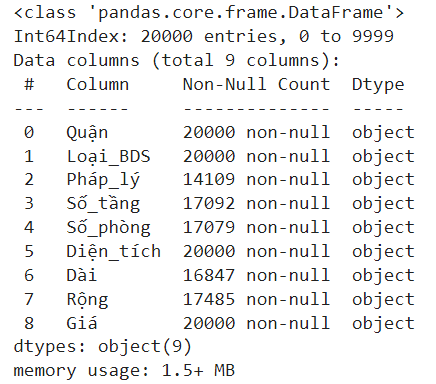 <class 'pandas.core.frame.DataFrame'>
Int64Index: 20000 entries, 0 to 9999
Data columns (total 9 columns):
 #   Column     Non-Null Count  Dtype
---  ------     --------------  -----
 0   Quận       20000 non-null  object
 1   Loại_BDS   20000 non-null  object
 2   Pháp_lý    14109 non-null  object
 3   Số_tầng    17092 non-null  object
 4   Số_phòng   17079 non-null  object
 5   Diện_tích  20000 non-null  object
 6   Dài        16847 non-null  object
 7   Rộng       17485 non-null  object
 8   Giá        20000 non-null  object
dtypes: object(9)
memory usage: 1.5+ MB